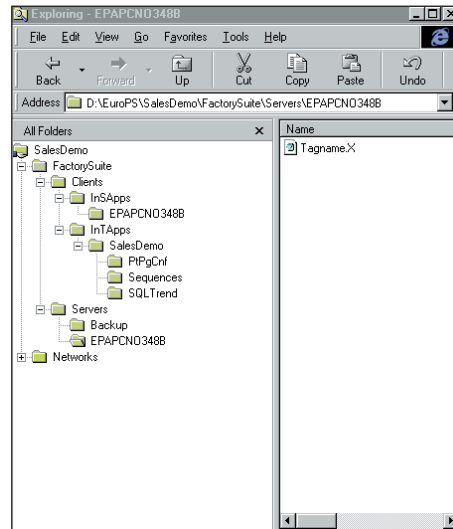 Exploring - EPAPCNO348B
File Edit View Go Favorites Tools Help
Back Forward Up Cut Copy Paste Undo
Address D:\EuroPS\SalesDemo\FactorySuite\Servers\EPAPCNO348B
All Folders
Name
Tagname.X
SalesDemo
FactorySuite
Clients
InSApps
EPAPCNO348B
InTApps
SalesDemo
PtPgCnf
Sequences
SQLTrend
Servers
Backup
EPAPCNO348B
Networks